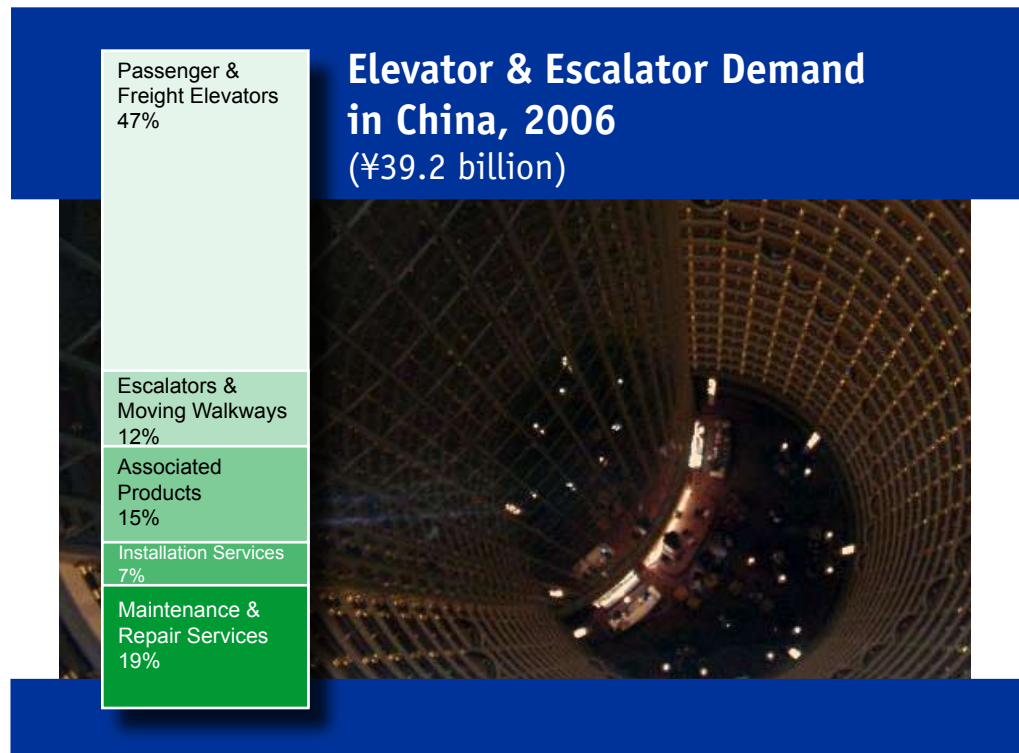 Elevator & Escalator Demand
in China, 2006
(¥39.2 billion)
Passenger &
Freight Elevators
47%
Escalators &
Moving Walkways
12%
Associated
Products
15%
Installation Services
7%
Maintenance &
Repair Services
19%